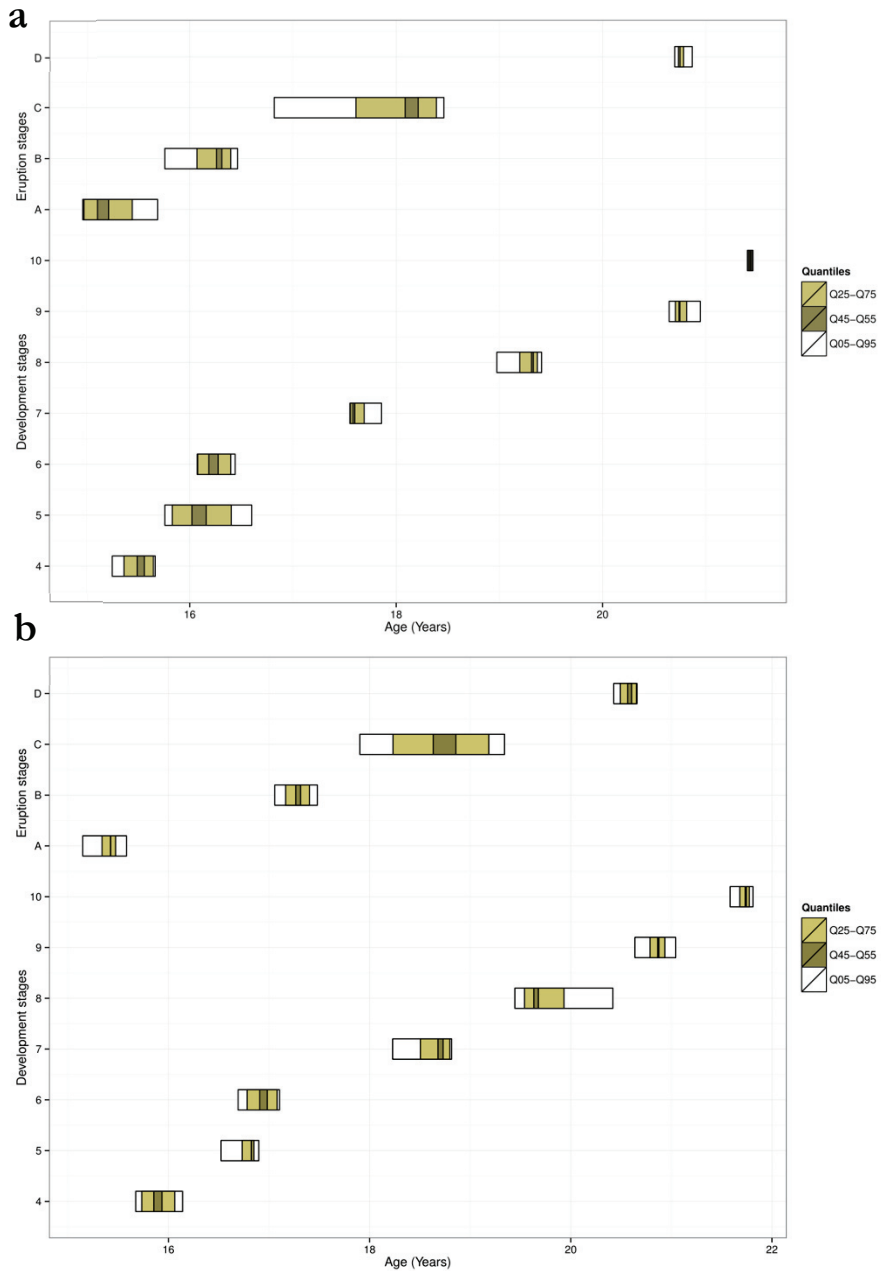 a
D
C
B
A
10
9
8
7
6
5
4
Eruption stages
Development stages
16
18
20
Age (Years)
Quantiles
Q25−Q75
Q45−Q55
Q05−Q95
b
D
C
B
A
10
9
8
7
6
5
4
Eruption stages
Development stages
16
18
20
22
Age (Years)
Quantiles
Q25−Q75
Q45−Q55
Q05−Q95